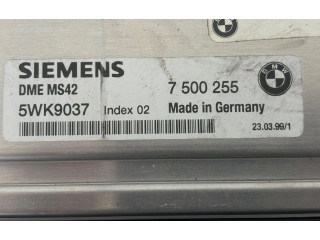 SIEMENS
DME MS42 7 500 255
5WK9037 Index 02 Made in Germany
23.03.99/1